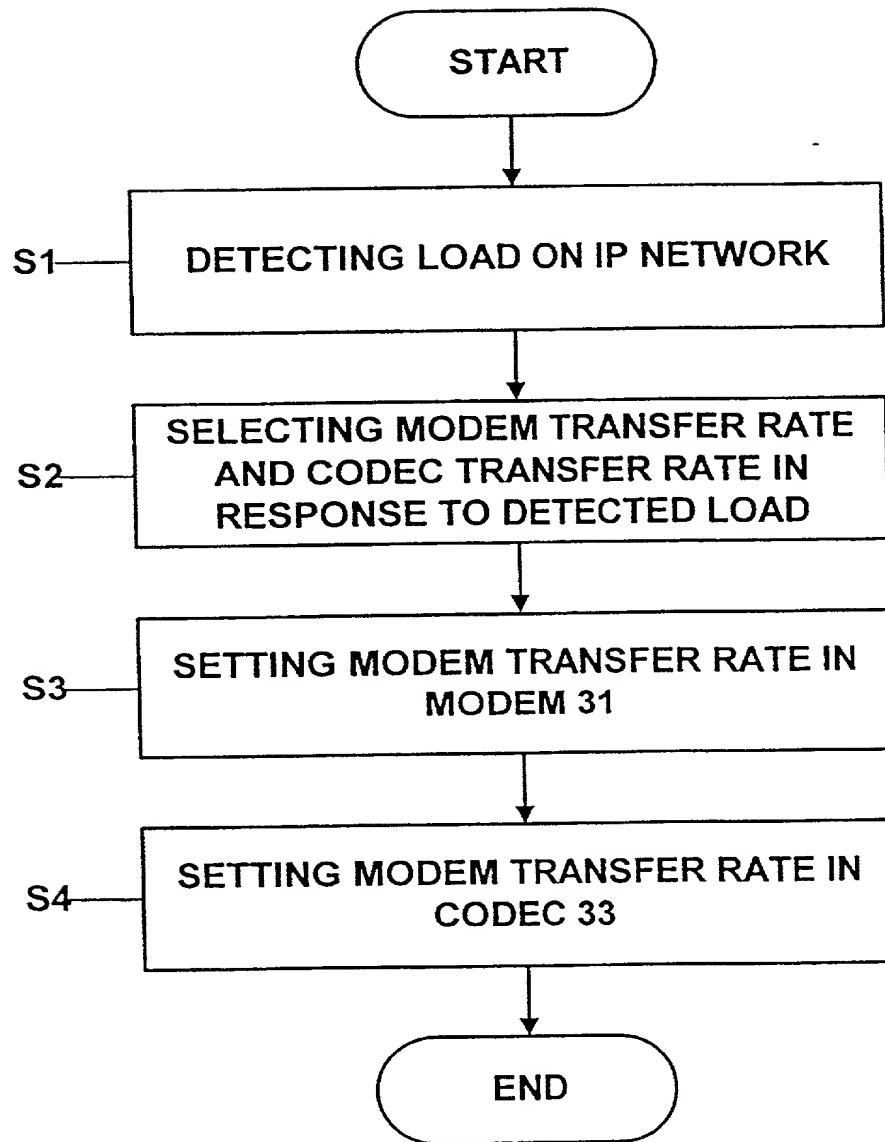 START
S1
DETECTING LOAD ON IP NETWORK
S2
SELECTING MODEM TRANSFER RATE
AND CODEC TRANSFER RATE IN
RESPONSE TO DETECTED LOAD
S3
SETTING MODEM TRANSFER RATE IN
MODEM 31
S4
SETTING MODEM TRANSFER RATE IN
CODEC 33
END